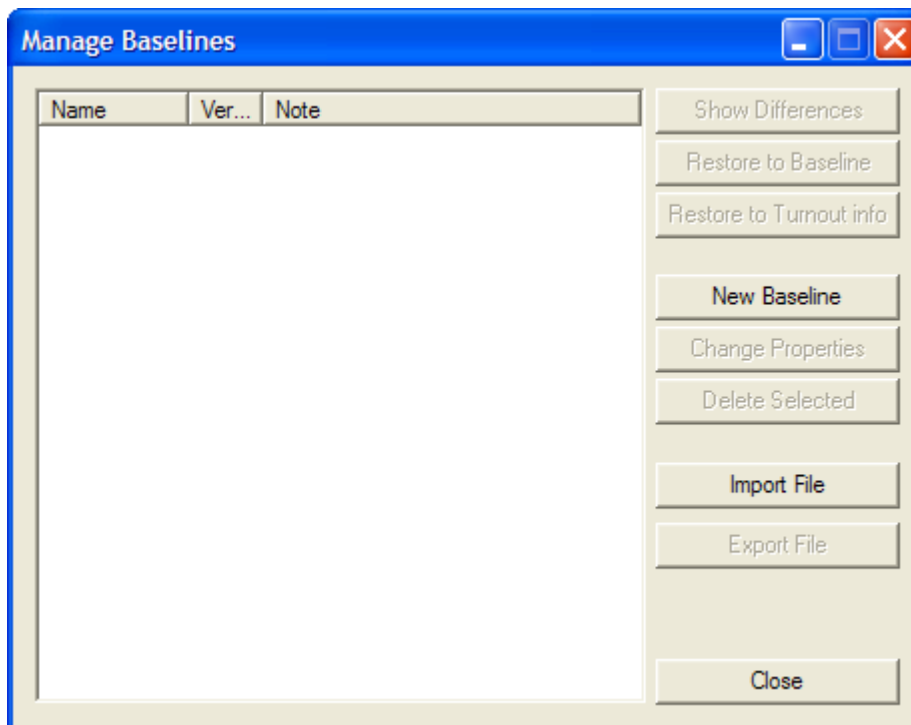 Manage Baselines
Name Ver... Note
Show Differences
Restore to Baseline
Restore to Turnout info
New Baseline
Change Properties
Delete Selected
Import File
Export File
Close